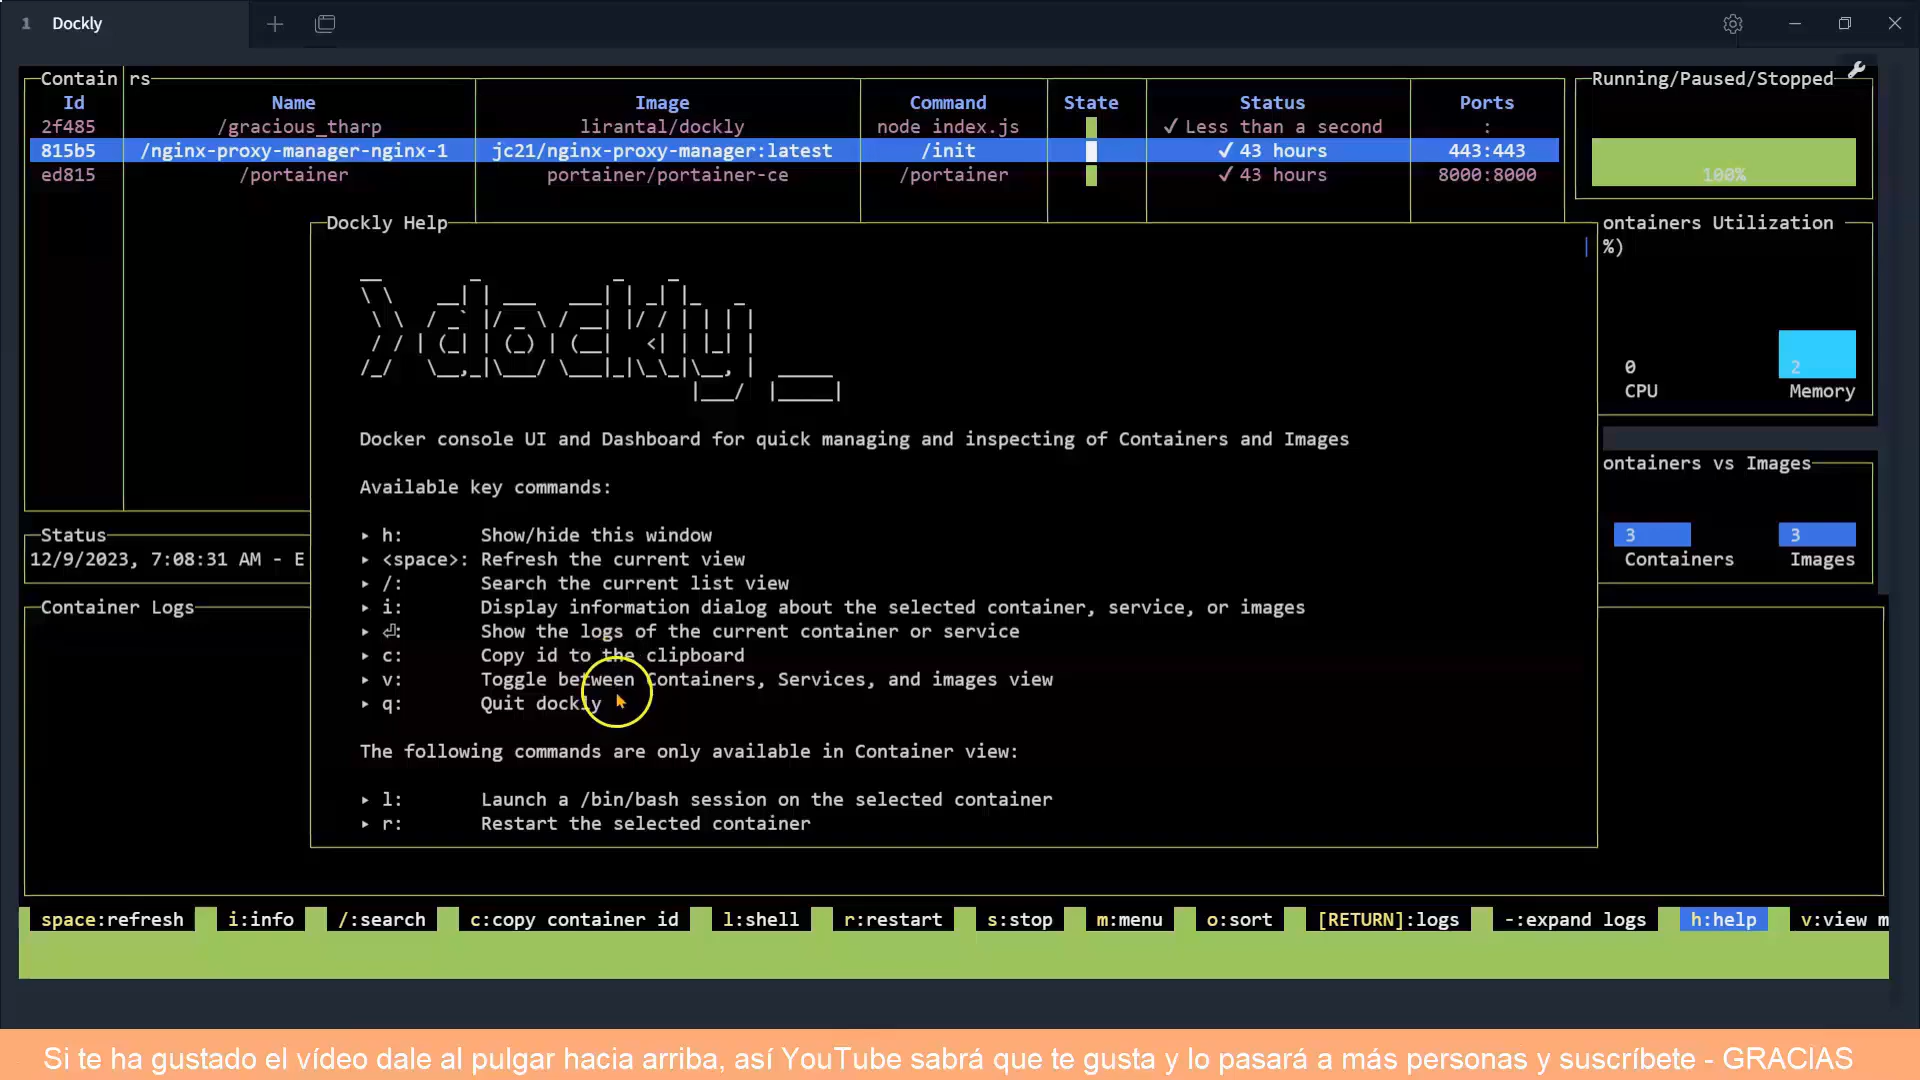 1 Dockly
Contain rs
Running/Paused/Stopped
Id Name Image Command State Status Ports
2f485 /gracious_tharp lirantal/dockly node index.js ✓ Less than a second :
815b5 /nginx-proxy-manager-nginx-1 jc21/nginx-proxy-manager:latest /init ✓ 43 hours 443:443
ed815 /portainer portainer/portainer-ce /portainer ✓ 43 hours 8000:8000
100%
Dockly Help
ontainers Utilization
%)
dockly _
0
CPU
2
Memory
Docker console UI and Dashboard for quick managing and inspecting of Containers and Images
ontainers vs Images
Available key commands:
Status
12/9/2023, 7:08:31 AM - E
▸ h: Show/hide this window
▸ <space>: Refresh the current view
▸ /: Search the current list view
▸ i: Display information dialog about the selected container, service, or images
▸ ⏎: Show the logs of the current container or service
▸ c: Copy id to the clipboard
▸ v: Toggle between Containers, Services, and images view
▸ q: Quit dockly
3
Containers
3
Images
Container Logs
The following commands are only available in Container view:
▸ l: Launch a /bin/bash session on the selected container
▸ r: Restart the selected container
space:refresh i:info /:search c:copy container id l:shell r:restart s:stop m:menu o:sort [RETURN]:logs -:expand logs h:help v:view m
Si te ha gustado el vídeo dale al pulgar hacia arriba, así YouTube sabrá que te gusta y lo pasará a más personas y suscríbete - GRACIAS